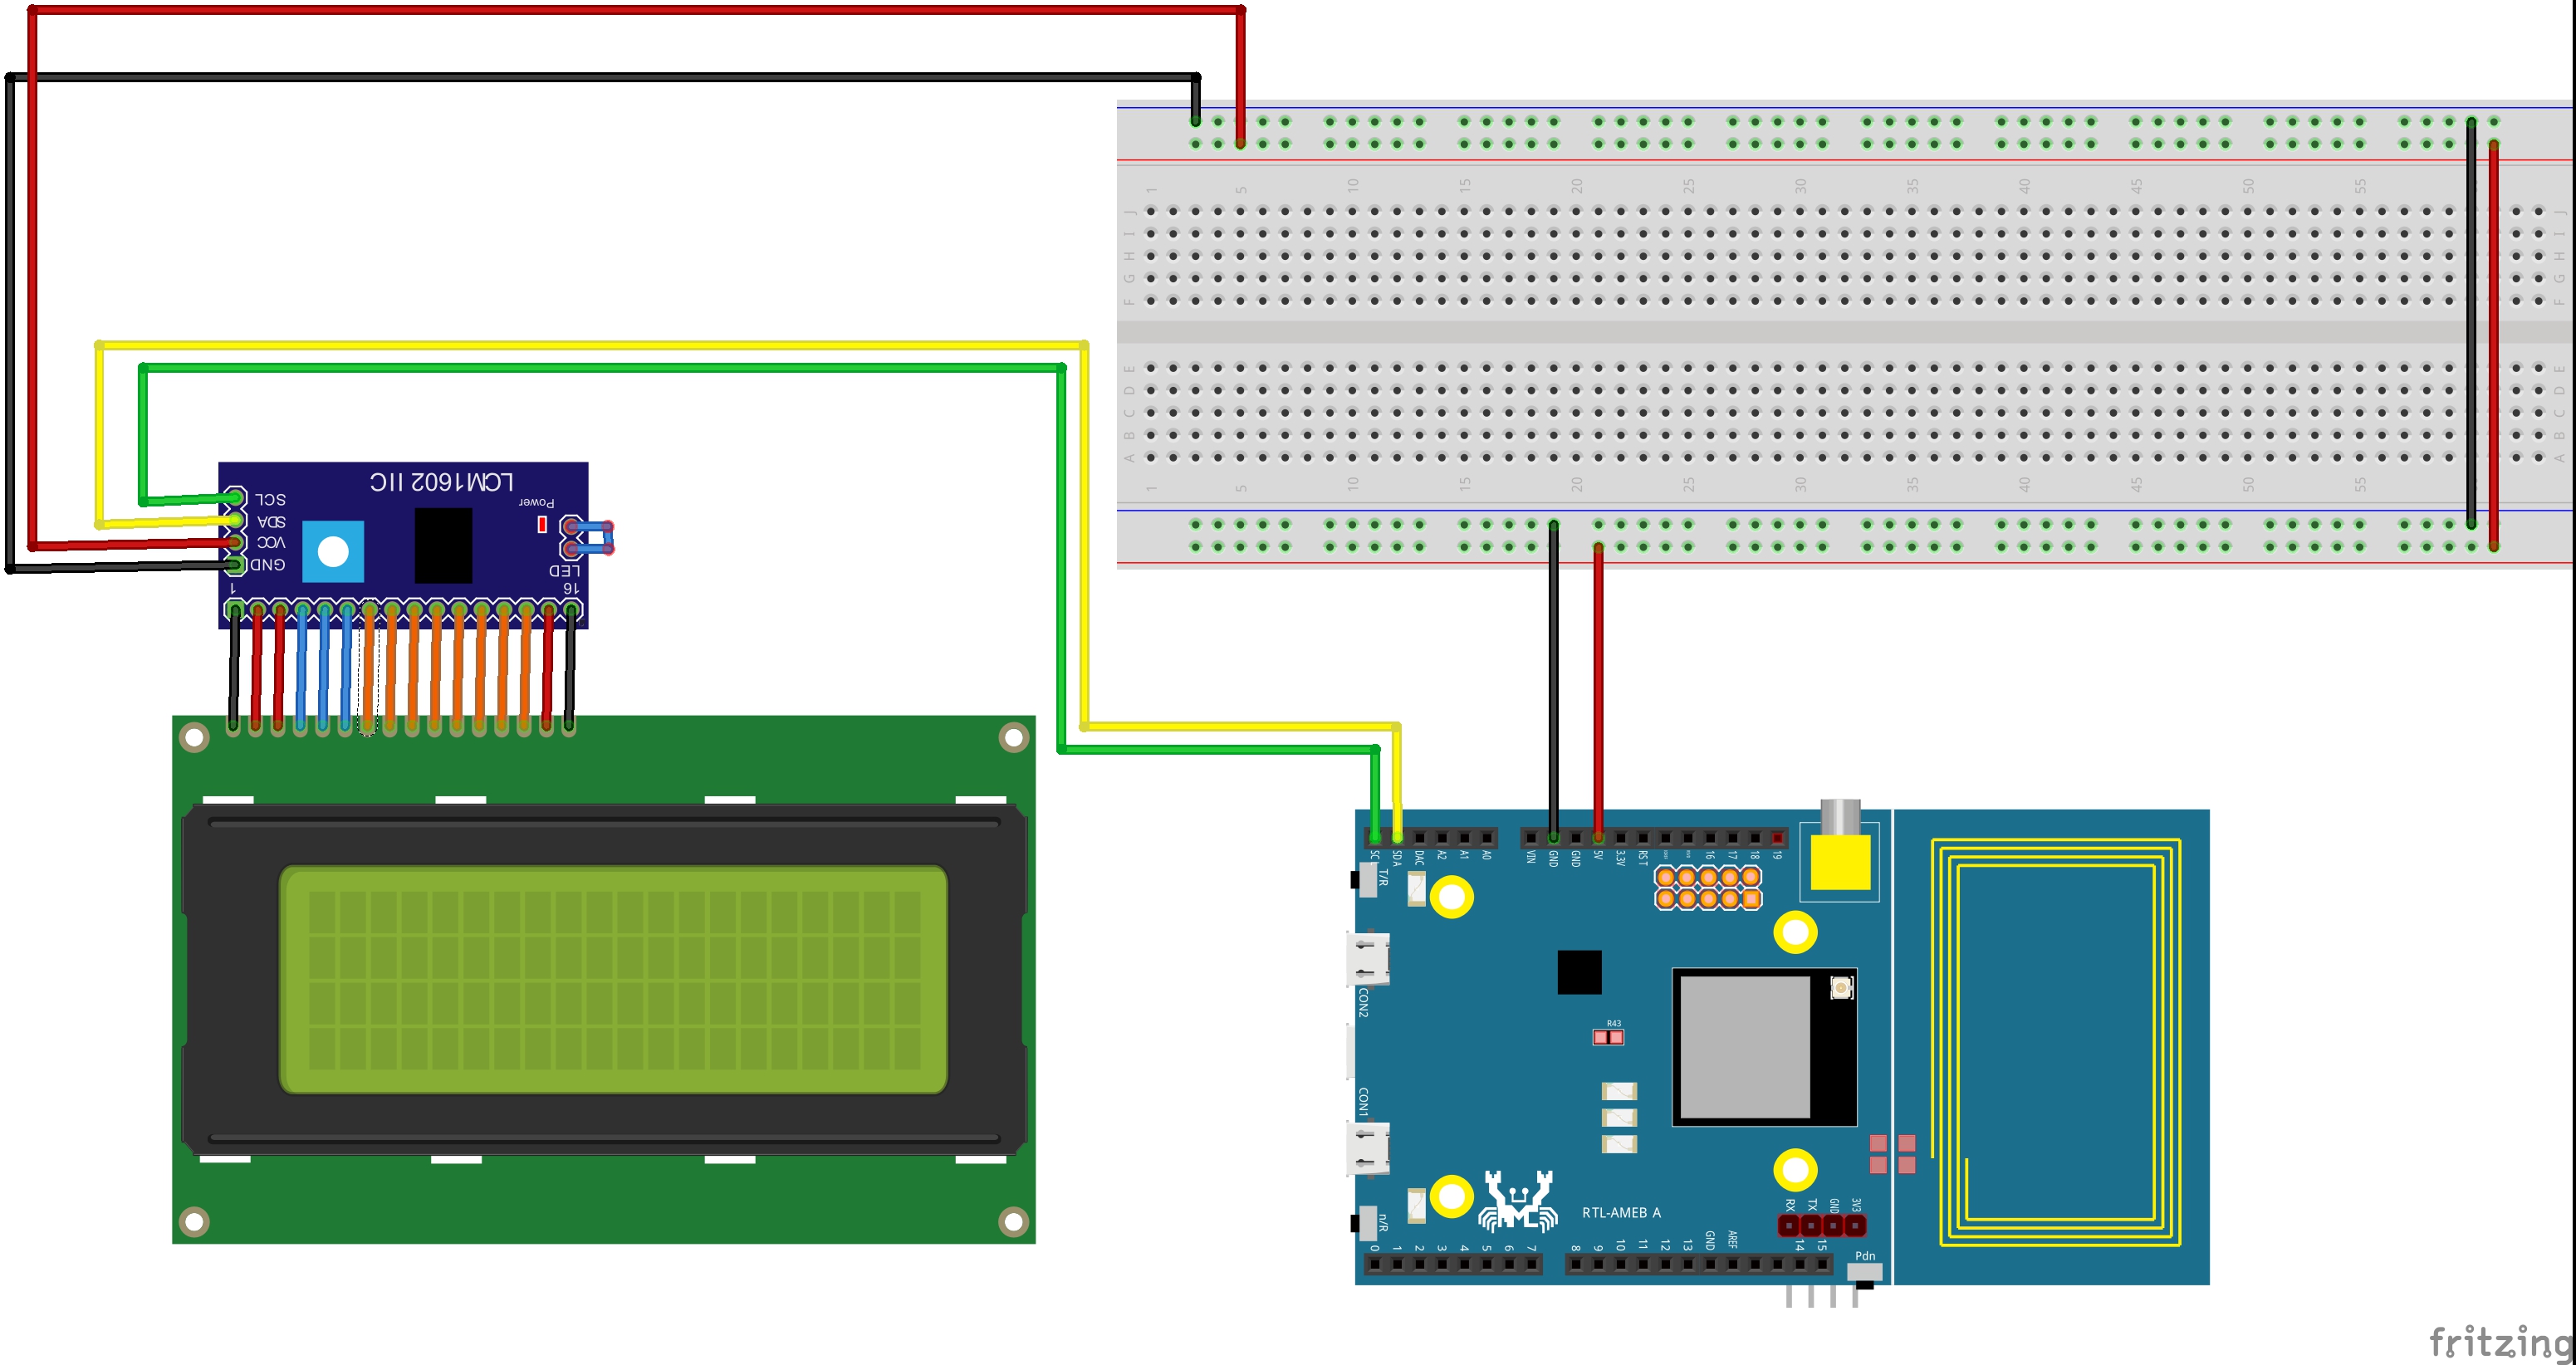 1 5 10 15 20 25 30 35 40 45 50 55
J J
I I
H H
G G
F F
E E
D D
C C
B B
A A
1 5 10 15 20 25 30 35 40 45 50 55
LCM1602 IIC
Power
SCL
SDA
VCC
GND
LED
1 16
SCL SDA DAC A2 A1 A0 VIN GND GND 5V 3.3V RST 16 17 18 19
T/R
CON2
R43
CON1
RX TX GND 3V3
RTL-AMEB A
n/R
0 1 2 3 4 5 6 7 8 9 10 11 12 13 GND AREF 14 15
Pdn
fritzing